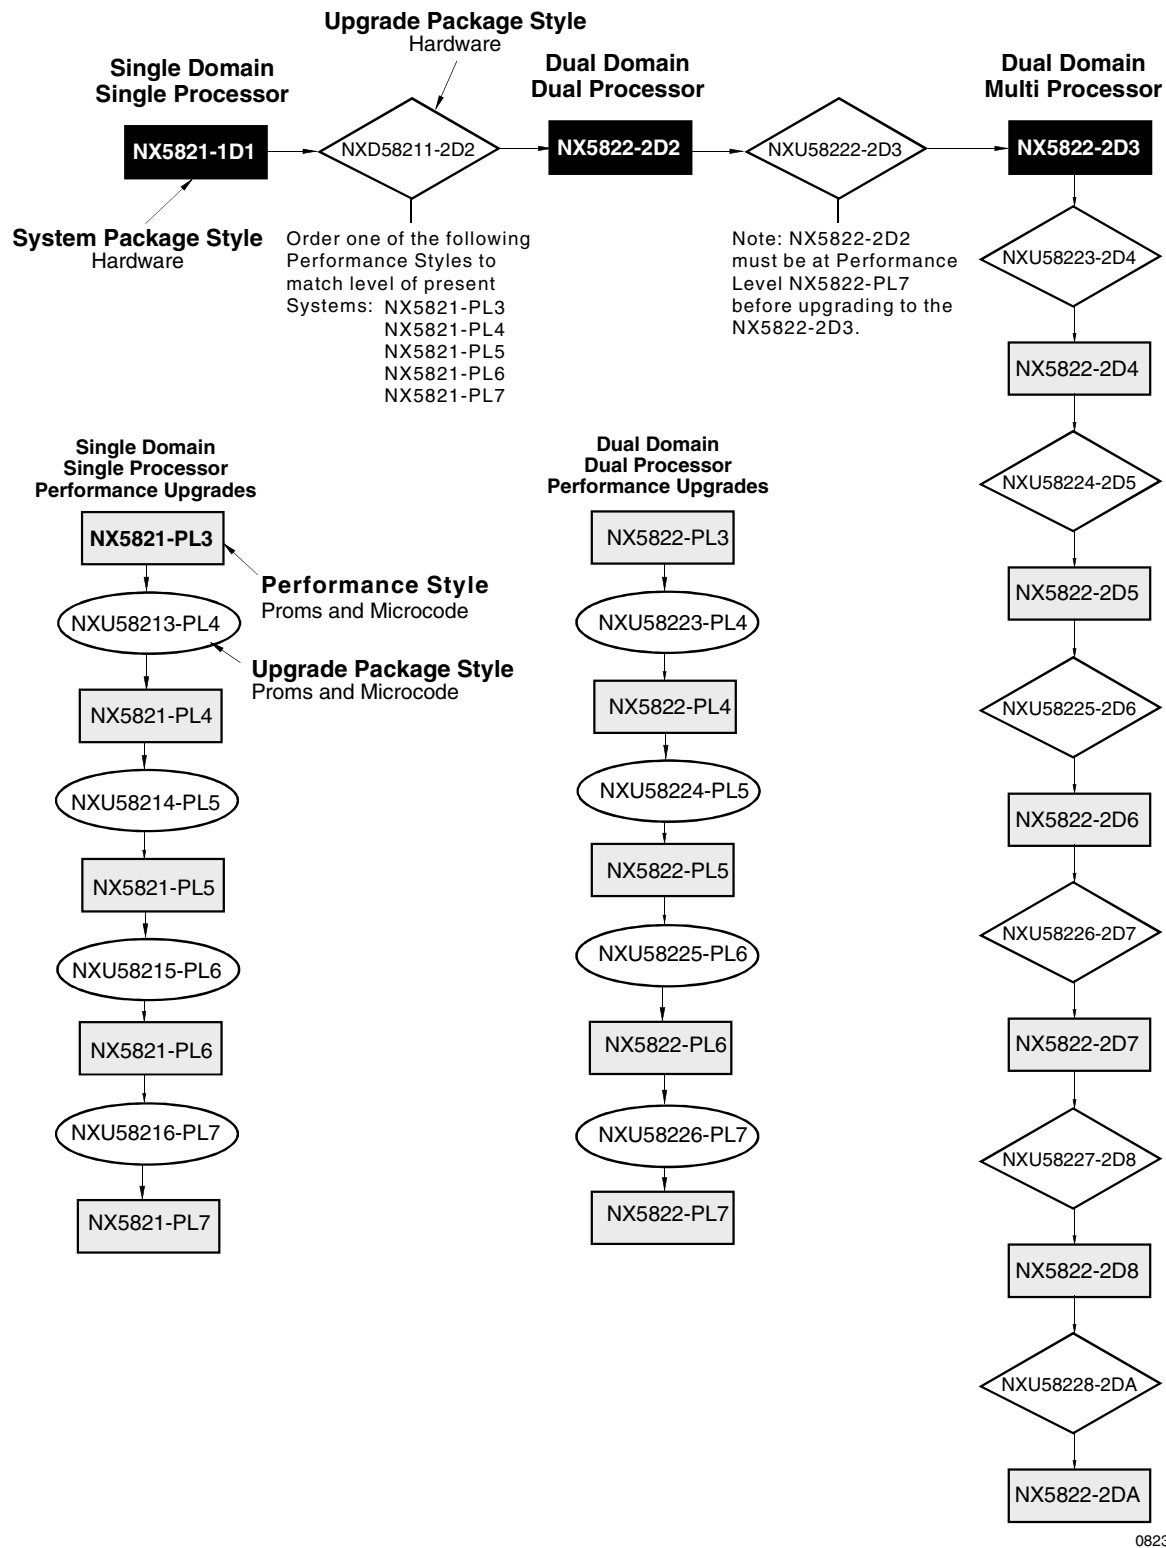 Upgrade Package Style
Hardware
Single Domain
Single Processor
Dual Domain
Dual Processor
Dual Domain
Multi Processor
NX5821-1D1
NXD58211-2D2
NX5822-2D2
NXU58222-2D3
NX5822-2D3
System Package Style
Hardware
Order one of the following
Performance Styles to
match level of present
Systems: NX5821-PL3
NX5821-PL4
NX5821-PL5
NX5821-PL6
NX5821-PL7
Note: NX5822-2D2
must be at Performance
Level NX5822-PL7
before upgrading to the
NX5822-2D3.
NXU58223-2D4
NX5822-2D4
NXU58224-2D5
NX5822-2D5
NXU58225-2D6
NX5822-2D6
NXU58226-2D7
NX5822-2D7
NXU58227-2D8
NX5822-2D8
NXU58228-2DA
NX5822-2DA
Single Domain
Single Processor
Performance Upgrades
NX5821-PL3
Performance Style
Proms and Microcode
NXU58213-PL4
Upgrade Package Style
Proms and Microcode
NX5821-PL4
NXU58214-PL5
NX5821-PL5
NXU58215-PL6
NX5821-PL6
NXU58216-PL7
NX5821-PL7
Dual Domain
Dual Processor
Performance Upgrades
NX5822-PL3
NXU58223-PL4
NX5822-PL4
NXU58224-PL5
NX5822-PL5
NXU58225-PL6
NX5822-PL6
NXU58226-PL7
NX5822-PL7
0823